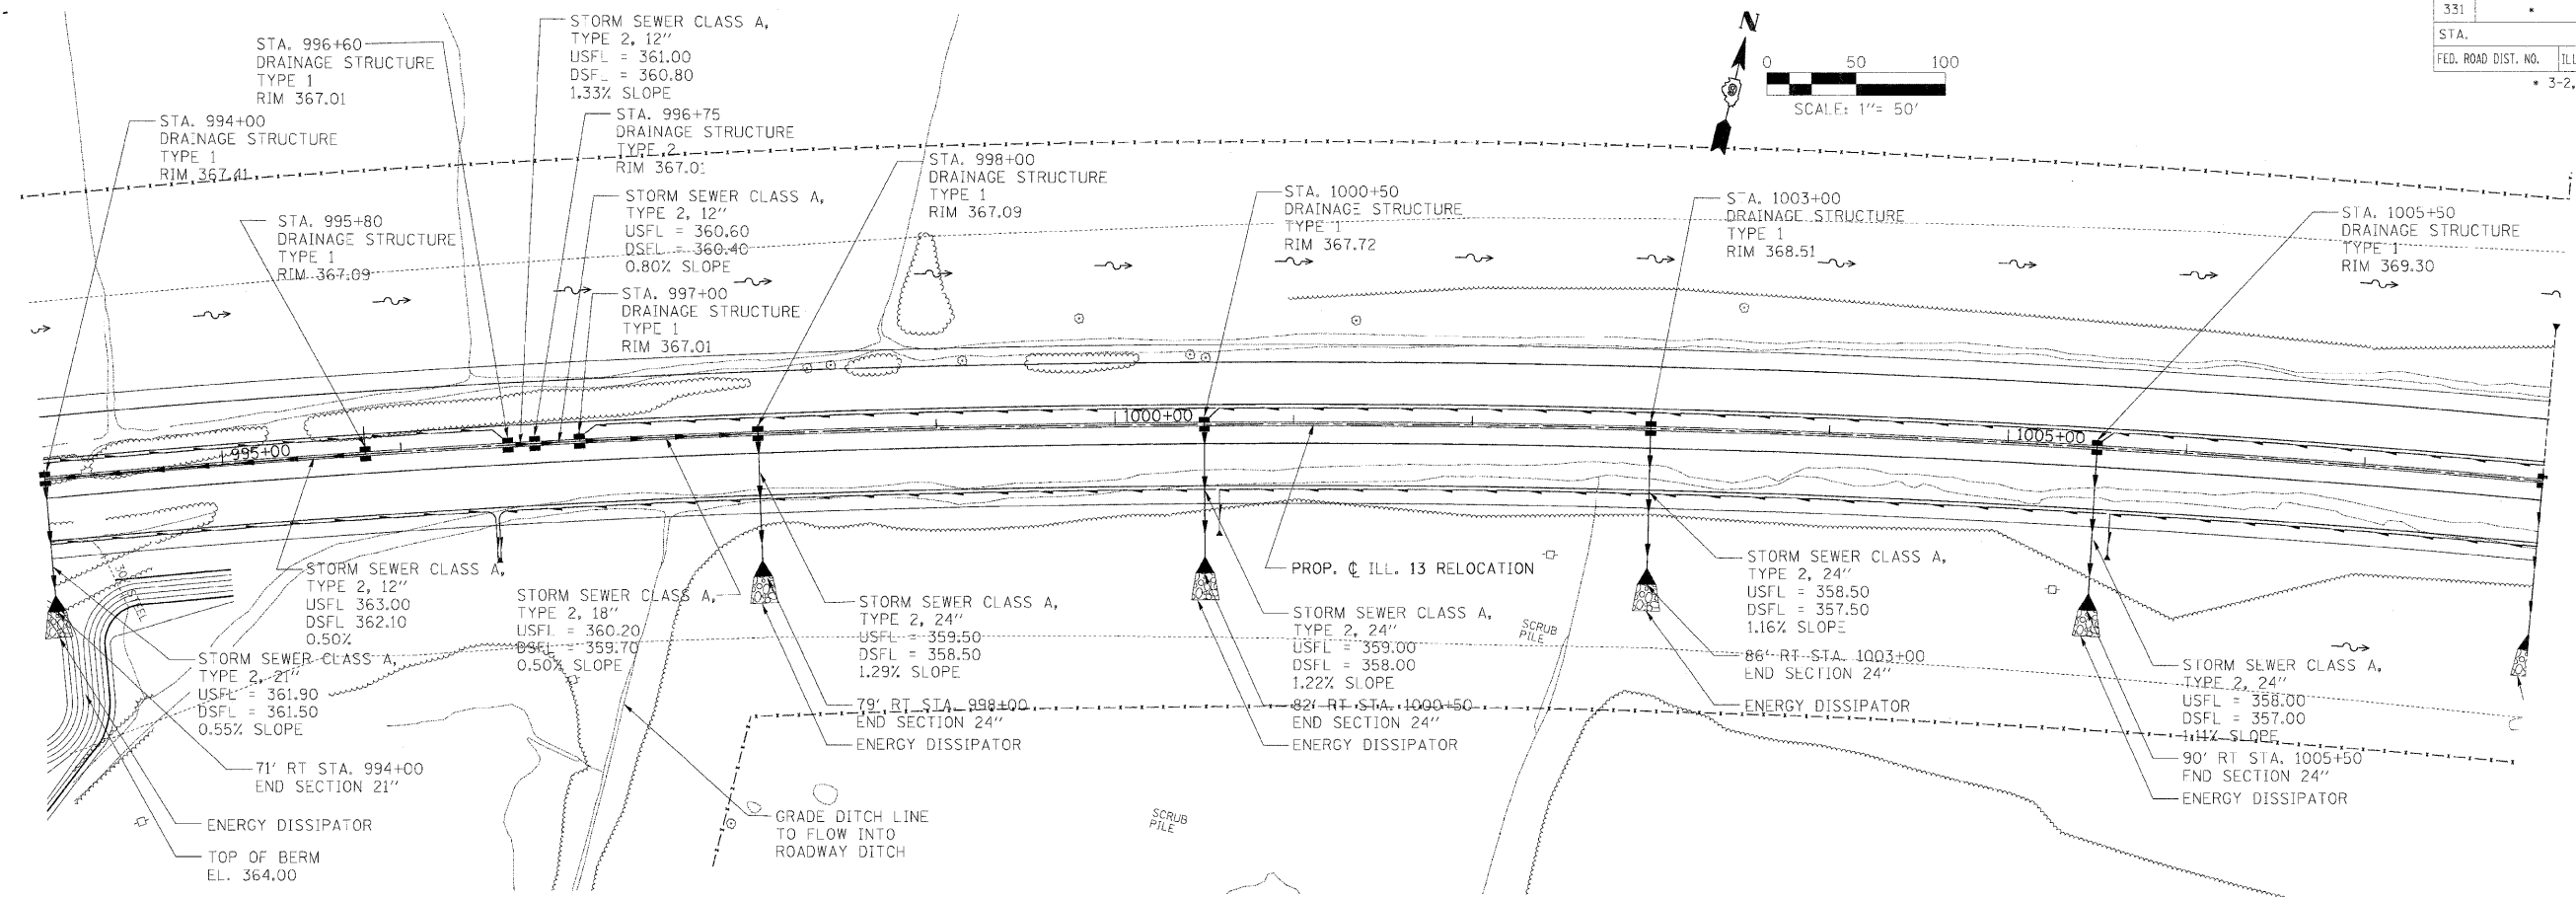 STA. 996+60
DRAINAGE STRUCTURE
TYPE 1
RIM 367.01
STORM SEWER CLASS A,
TYPE 2, 12"
USFL = 361.00
DSFL = 360.80
1.33% SLOPE
N
0 50 100
SCALE: 1"= 50'
331 *
STA.
FED. ROAD DIST. NO. ILL
* 3-2,
STA. 994+00
DRAINAGE STRUCTURE
TYPE 1
RIM 367.41
STA. 996+75
DRAINAGE STRUCTURE
TYPE 2
RIM 367.01
STA. 998+00
DRAINAGE STRUCTURE
TYPE 1
RIM 367.09
STORM SEWER CLASS A,
TYPE 2, 12"
USFL = 360.60
DSFL = 360.40
0.80% SLOPE
STA. 1000+50
DRAINAGE STRUCTURE
TYPE 1
RIM 367.72
STA. 1003+00
DRAINAGE STRUCTURE
TYPE 1
RIM 368.51
STA. 1005+50
DRAINAGE STRUCTURE
TYPE 1
RIM 369.30
STA. 995+80
DRAINAGE STRUCTURE
TYPE 1
RIM 367.09
STA. 997+00
DRAINAGE STRUCTURE
TYPE 1
RIM 367.01
995+00
1000+00
1005+00
STORM SEWER CLASS A,
TYPE 2, 12"
USFL 363.00
DSFL 362.10
0.50%
STORM SEWER CLASS A,
TYPE 2, 18"
USFL = 360.20
DSFL = 359.70
0.50% SLOPE
STORM SEWER CLASS A,
TYPE 2, 24"
USFL = 359.50
DSFL = 358.50
1.29% SLOPE
PROP. ℄ ILL. 13 RELOCATION
STORM SEWER CLASS A,
TYPE 2, 24"
USFL = 359.00
DSFL = 358.00
1.22% SLOPE
SCRUB
PILE
STORM SEWER CLASS A,
TYPE 2, 24"
USFL = 358.50
DSFL = 357.50
1.16% SLOPE
STORM SEWER CLASS A,
TYPE 2, 24"
USFL = 358.00
DSFL = 357.00
1.11% SLOPE
STORM SEWER CLASS A,
TYPE 2, 21"
USFL = 361.90
DSFL = 361.50
0.55% SLOPE
79' RT STA. 998+00
END SECTION 24"
ENERGY DISSIPATOR
82' RT STA. 1000+50
END SECTION 24"
ENERGY DISSIPATOR
86' RT STA. 1003+00
END SECTION 24"
ENERGY DISSIPATOR
90' RT STA. 1005+50
END SECTION 24"
ENERGY DISSIPATOR
71' RT STA. 994+00
END SECTION 21"
ENERGY DISSIPATOR
TOP OF BERM
EL. 364.00
GRADE DITCH LINE
TO FLOW INTO
ROADWAY DITCH
SCRUB
PILE